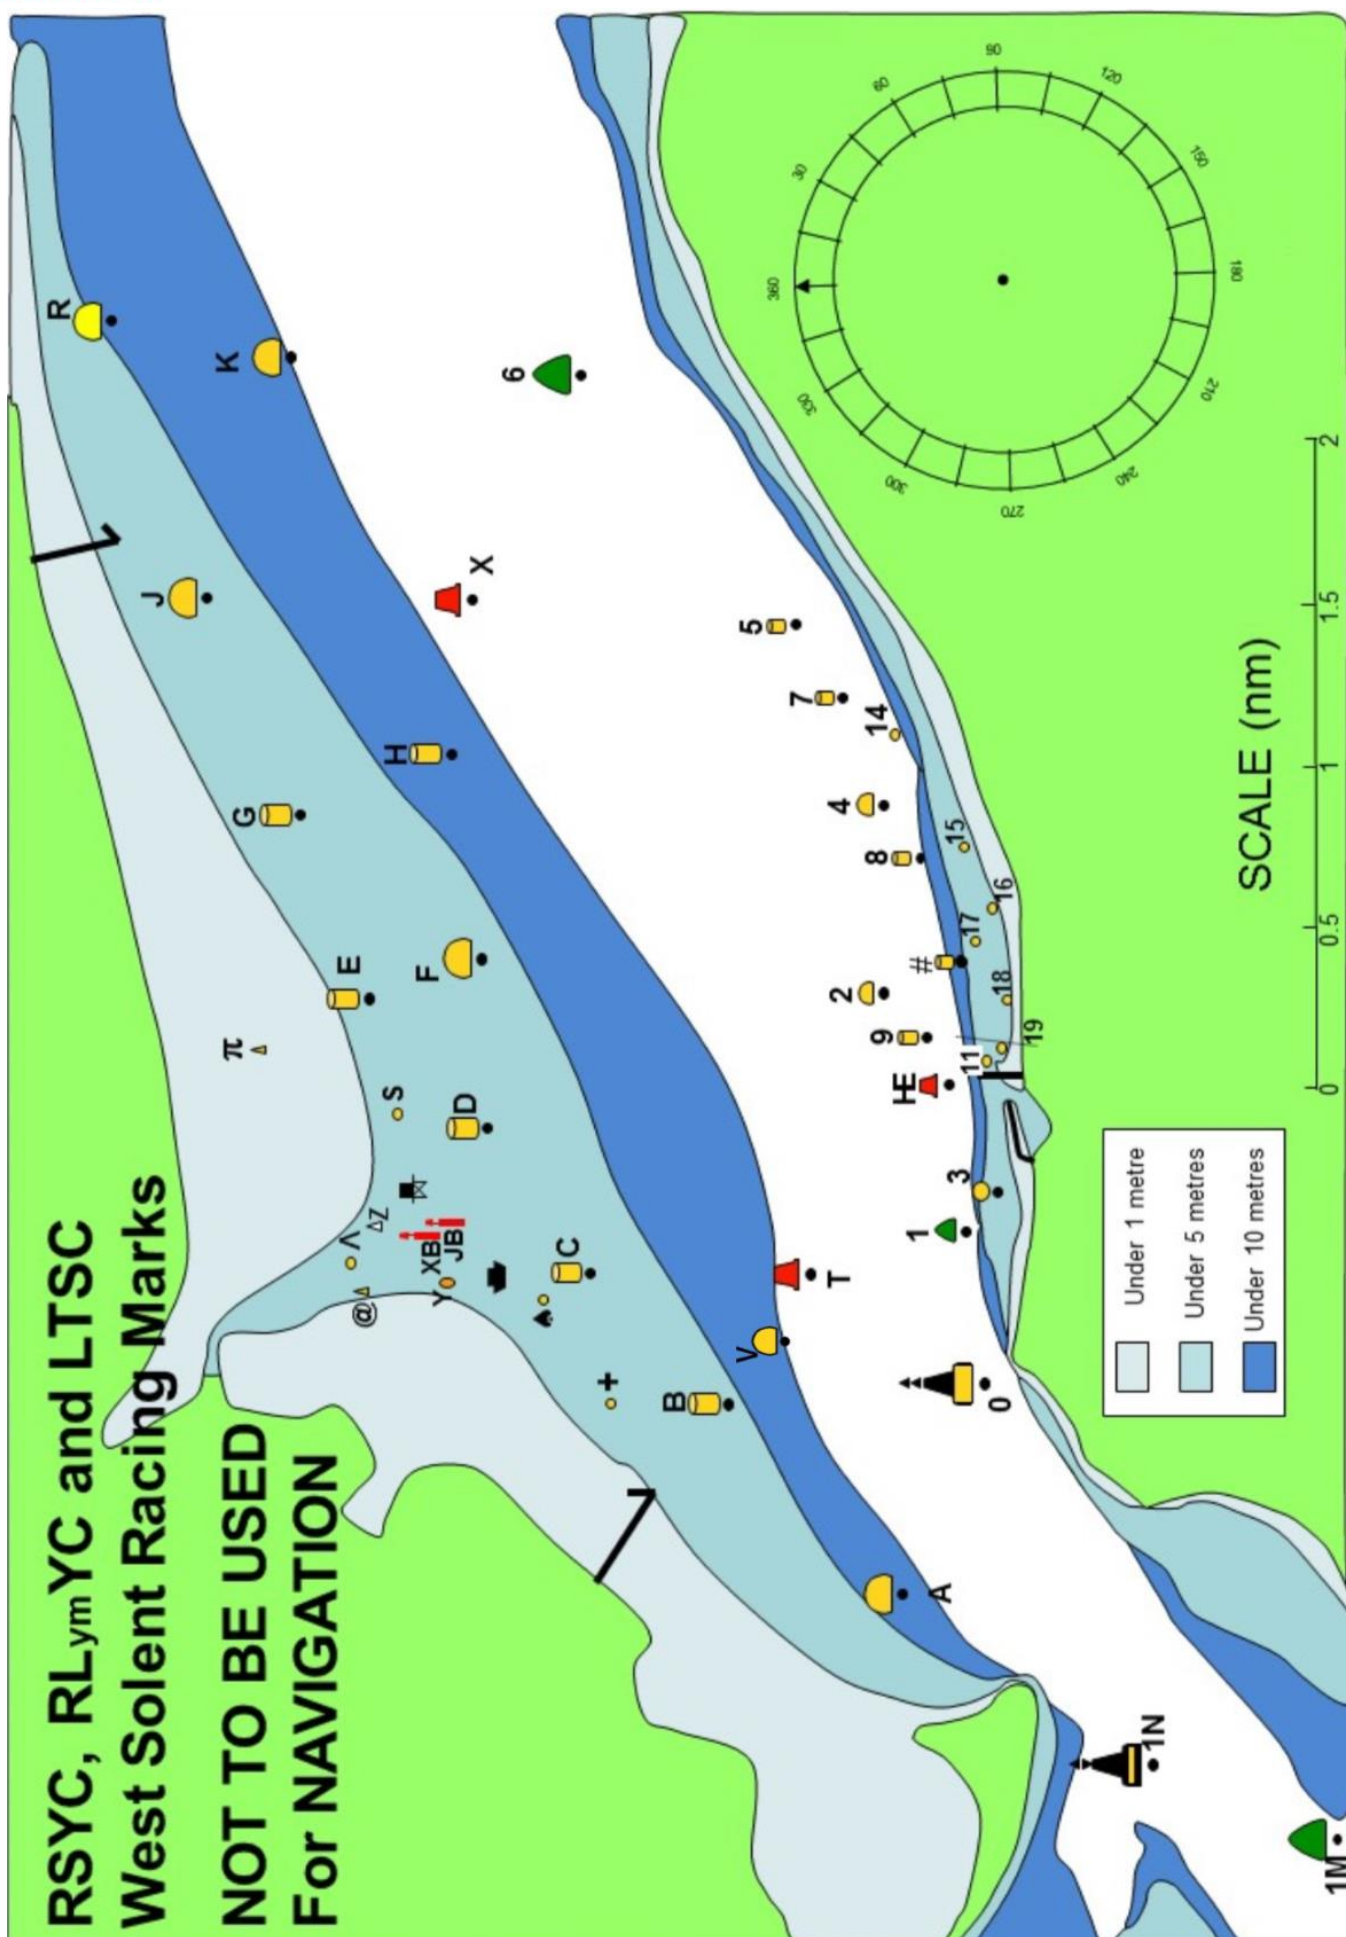 RSYC, RLymYC and LTSC
West Solent Racing Marks
NOT TO BE USED
For NAVIGATION
R
K
6
J
X
5
7
14
H
G
4
15
8
16
E
F
17
#
2
18
π
9
19
11
HE
S
D
3
Z
Λ
1
XB
JB
@
Y
C
T
♠
V
+
B
0
A
1N
1M
360
30
60
90
120
150
180
210
240
270
300
330
Under 1 metre
Under 5 metres
Under 10 metres
SCALE (nm)
0 0.5 1 1.5 2